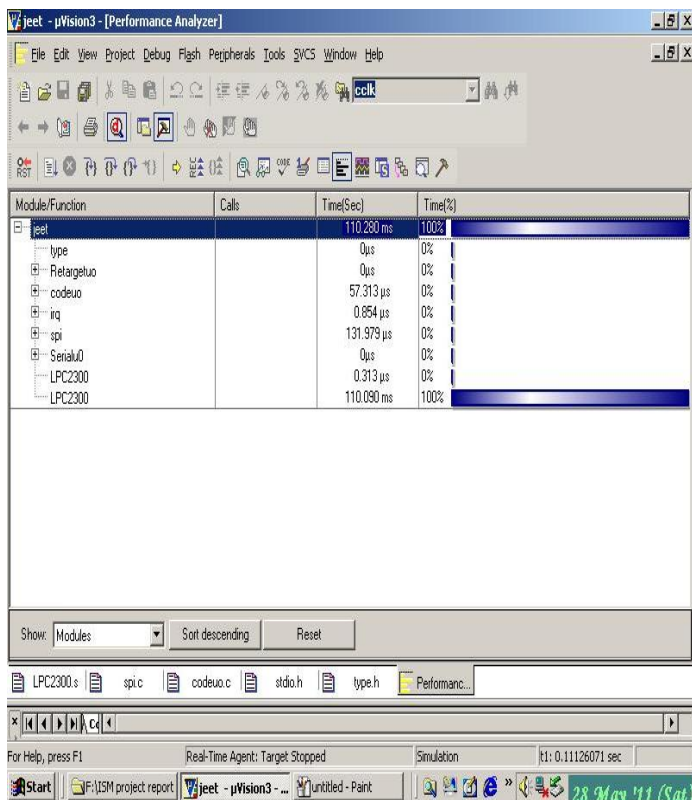 jeet - µVision3 - [Performance Analyzer]
File Edit View Project Debug Flash Peripherals Tools SVCS Window Help
cclk
RST CODE
Module/Function Calls Time(Sec) Time(%)
jeet 110.280 ms 100%
type 0µs 0%
Retargetuo 0µs 0%
codeuo 57.313 µs 0%
irq 0.854 µs 0%
spi 131.979 µs 0%
Serialu0 0µs 0%
LPC2300 0.313 µs 0%
LPC2300 110.090 ms 100%
Show: Modules Sort descending Reset
LPC2300.s spi.c codeuo.c stdio.h type.h Performanc...
For Help, press F1 Real-Time Agent: Target Stopped Simulation t1: 0.11126071 sec
Start F:\ISM project report jeet - µVision3 - ... untitled - Paint » 28 May '11 (Sat